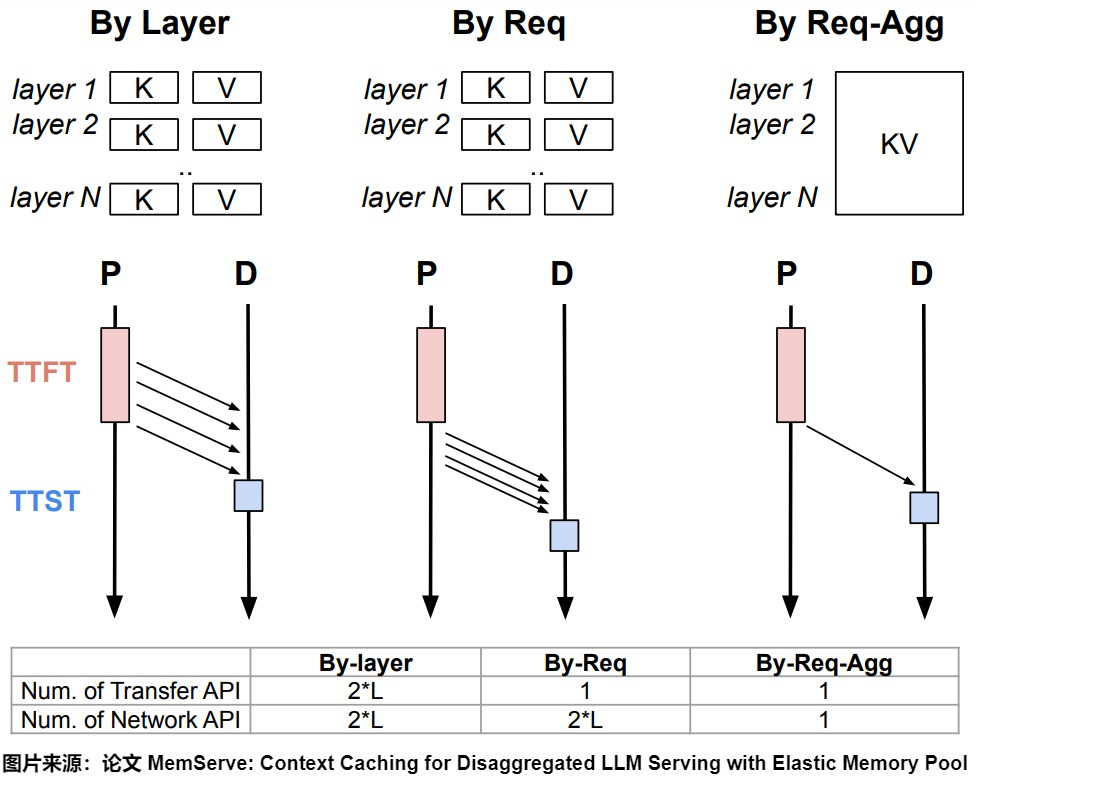 By Layer By Req By Req-Agg
layer 1 K V layer 1 K V layer 1
layer 2 K V layer 2 K V layer 2 KV
.. ..
layer N K V layer N K V layer N
P D P D P D
TTFT
TTST
By-layer By-Req By-Req-Agg
Num. of Transfer API 2*L 1 1
Num. of Network API 2*L 2*L 1
图片来源：论文 MemServe: Context Caching for Disaggregated LLM Serving with Elastic Memory Pool